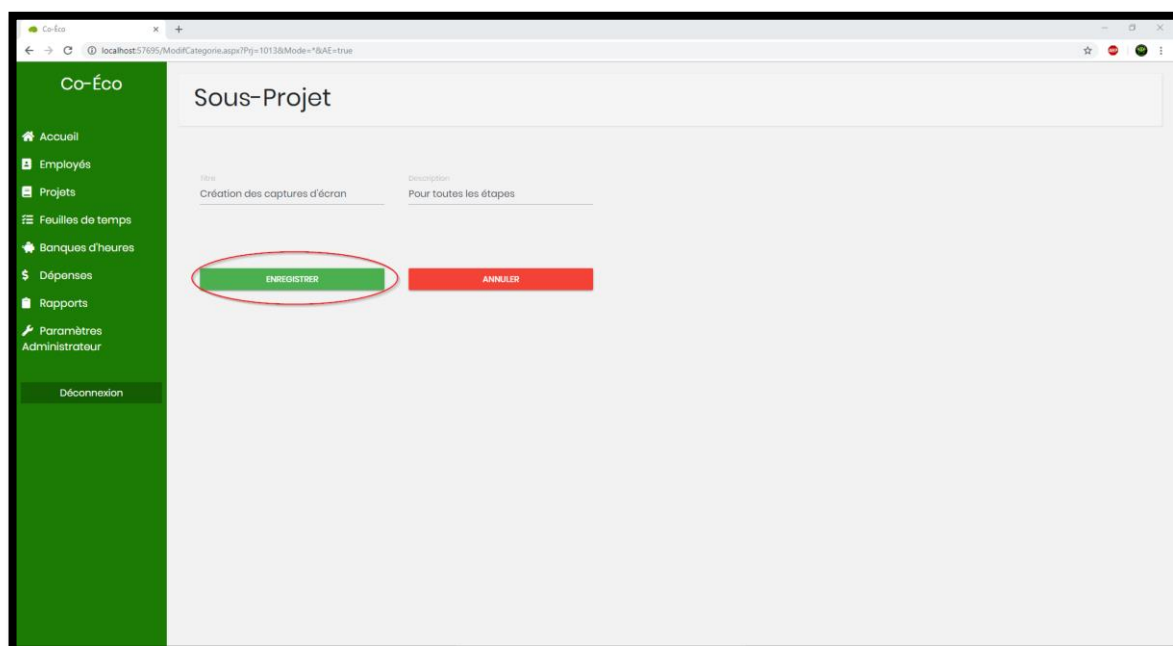 Co-Éco
localhost:57695/ModifCategorie.aspx?Prj=1013&Mode=*&AE=true
Co-Éco
Sous-Projet
Accueil
Employés
Projets
Feuilles de temps
Banques d'heures
Dépenses
Rapports
Paramètres
Administrateur
Déconnexion
Titre
Description
Création des captures d'écran
Pour toutes les étapes
ENREGISTRER
ANNULER